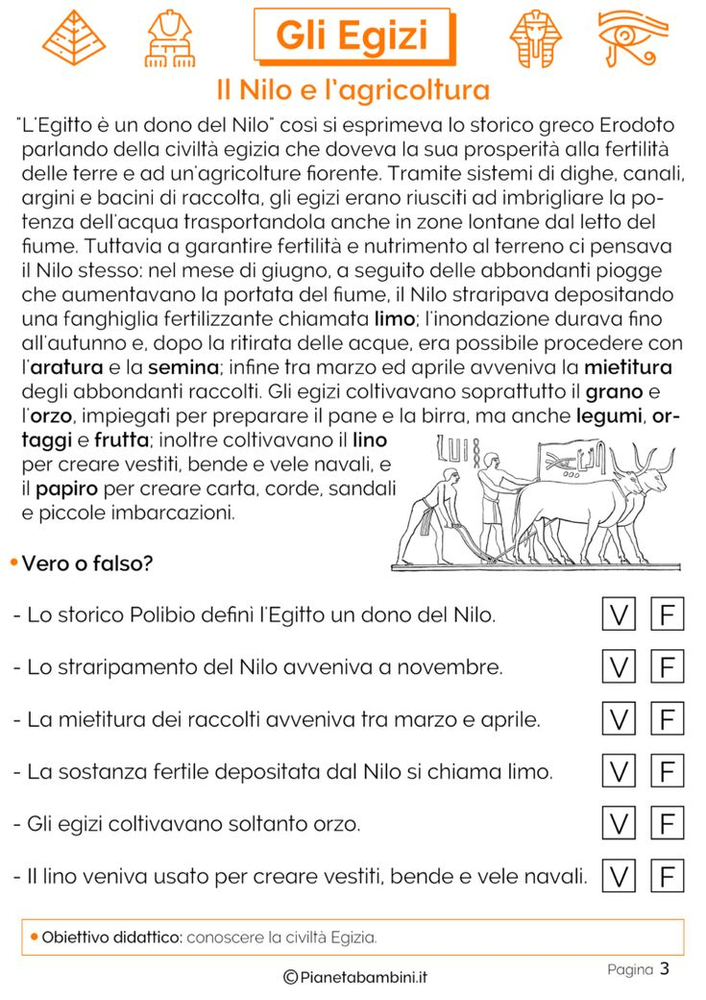 Gli Egizi
Il Nilo e l'agricoltura
"L'Egitto è un dono del Nilo" così si esprimeva lo storico greco Erodoto
parlando della civiltà egizia che doveva la sua prosperità alla fertilità
delle terre e ad un'agricolture fiorente. Tramite sistemi di dighe, canali,
argini e bacini di raccolta, gli egizi erano riusciti ad imbrigliare la po-
tenza dell'acqua trasportandola anche in zone lontane dal letto del
fiume. Tuttavia a garantire fertilità e nutrimento al terreno ci pensava
il Nilo stesso: nel mese di giugno, a seguito delle abbondanti piogge
che aumentavano la portata del fiume, il Nilo straripava depositando
una fanghiglia fertilizzante chiamata limo; l'inondazione durava fino
all'autunno e, dopo la ritirata delle acque, era possibile procedere con
l'aratura e la semina; infine tra marzo ed aprile avveniva la mietitura
degli abbondanti raccolti. Gli egizi coltivavano soprattutto il grano e
l'orzo, impiegati per preparare il pane e la birra, ma anche legumi, or-
taggi e frutta; inoltre coltivavano il lino
per creare vestiti, bende e vele navali, e
il papiro per creare carta, corde, sandali
e piccole imbarcazioni.
• Vero o falso?
- Lo storico Polibio definì l'Egitto un dono del Nilo. V F
- Lo straripamento del Nilo avveniva a novembre. V F
- La mietitura dei raccolti avveniva tra marzo e aprile. V F
- La sostanza fertile depositata dal Nilo si chiama limo. V F
- Gli egizi coltivavano soltanto orzo. V F
- Il lino veniva usato per creare vestiti, bende e vele navali. V F
• Obiettivo didattico: conoscere la civiltà Egizia.
Pagina 3
©Pianetabambini.it